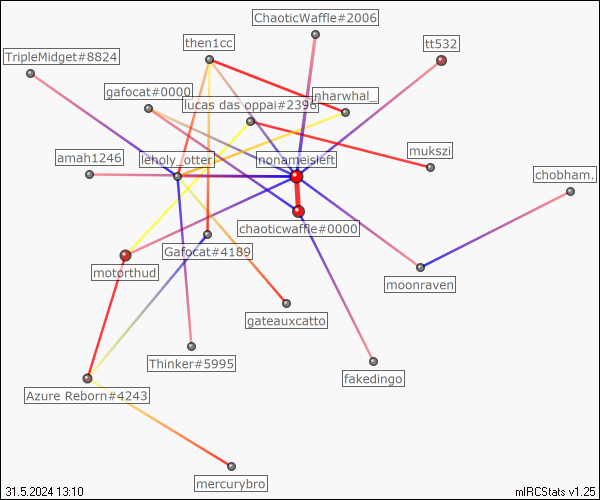 ChaoticWaffle#2006
then1cc
tt532
TripleMidget#8824
gafocat#0000
nharwhal_
lucas das oppai#2396
mukszi
amah1246
leholy_otter
nonameisleft
chobham.
chaoticwaffle#0000
Gafocat#4189
motorthud
moonraven
gateauxcatto
Thinker#5995
fakedingo
Azure Reborn#4243
mercurybro
31.5.2024 13:10
mIRCStats v1.25